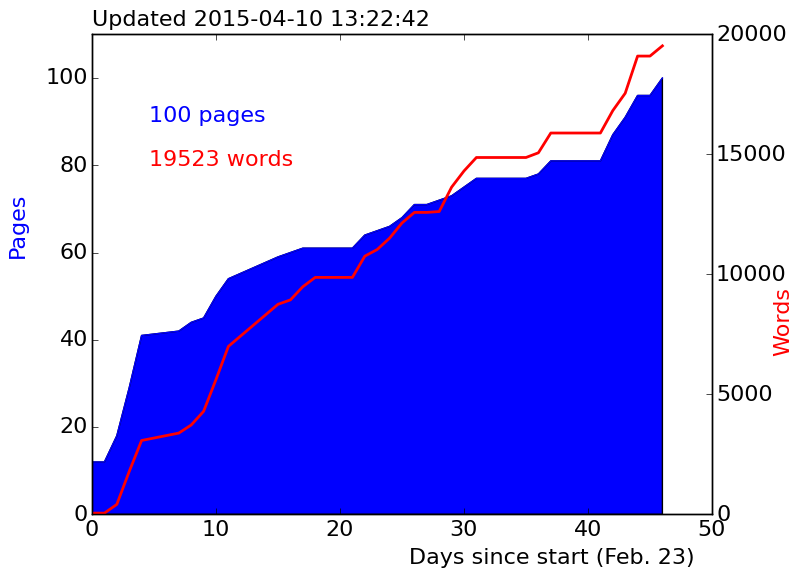 Updated 2015-04-10 13:22:42
100 pages
19523 words
Pages
100
80
60
40
20
0
20000
15000
10000
5000
0
Words
0 10 20 30 40 50
Days since start (Feb. 23)